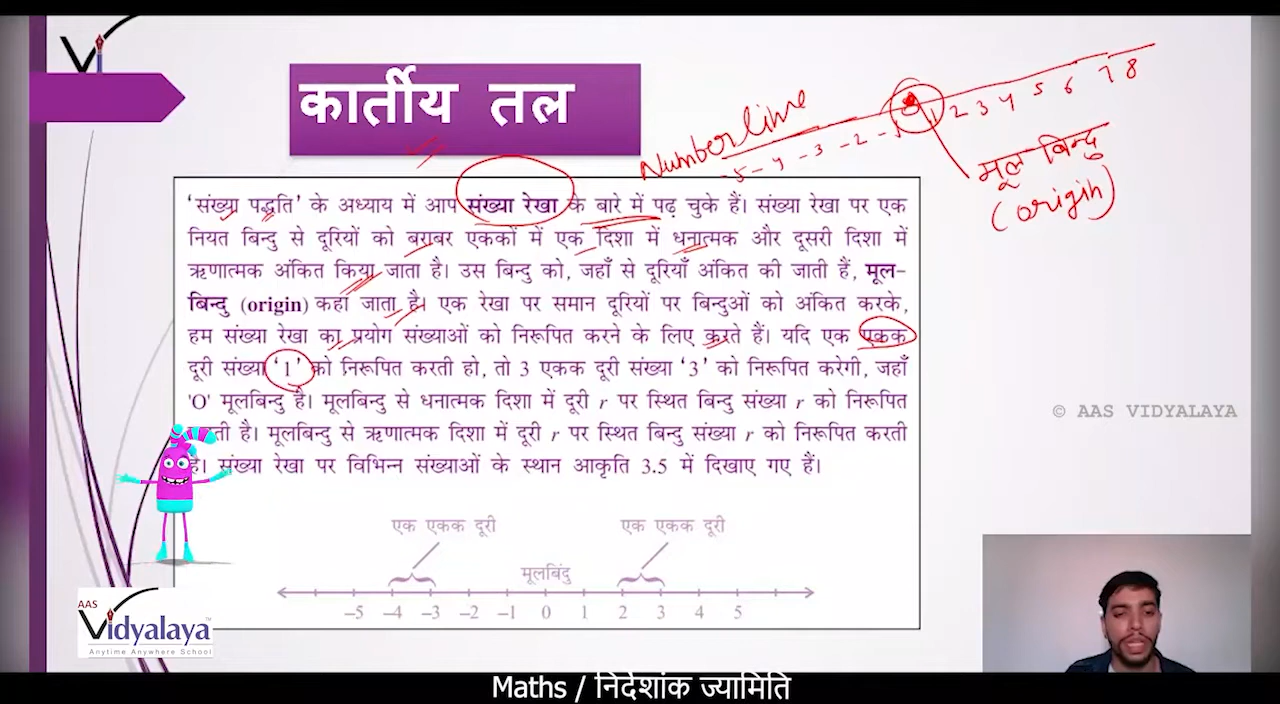 कार्तीय तल
Number line
-5 -4 -3 -2 -1 1 2 3 4 5 6 7 8
मूल बिन्दु
(origin)
‘संख्या पद्धति’ के अध्याय में आप संख्या रेखा के बारे में पढ़ चुके हैं। संख्या रेखा पर एक
नियत बिन्दु से दूरियों को बराबर एककों में एक दिशा में धनात्मक और दूसरी दिशा में
ऋणात्मक अंकित किया जाता है। उस बिन्दु को, जहाँ से दूरियाँ अंकित की जाती हैं, मूल-
बिन्दु (origin) कहा जाता है। एक रेखा पर समान दूरियों पर बिन्दुओं को अंकित करके,
हम संख्या रेखा का प्रयोग संख्याओं को निरूपित करने के लिए करते हैं। यदि एक एकक
दूरी संख्या ‘1’ को निरूपित करती हो, तो 3 एकक दूरी संख्या ‘3’ को निरूपित करेगी, जहाँ
'O' मूलबिन्दु है। मूलबिन्दु से धनात्मक दिशा में दूरी r पर स्थित बिन्दु संख्या r को निरूपित
है। मूलबिन्दु से ऋणात्मक दिशा में दूरी r पर स्थित बिन्दु संख्या r को निरूपित करती
है। संख्या रेखा पर विभिन्न संख्याओं के स्थान आकृति 3.5 में दिखाए गए हैं।
एक एकक दूरी एक एकक दूरी
मूलबिंदु
–5 –4 –3 –2 –1 0 1 2 3 4 5
© AAS VIDYALAYA
AAS
Vidyalaya
Anytime Anywhere School
Maths / निर्देशांक ज्यामिति